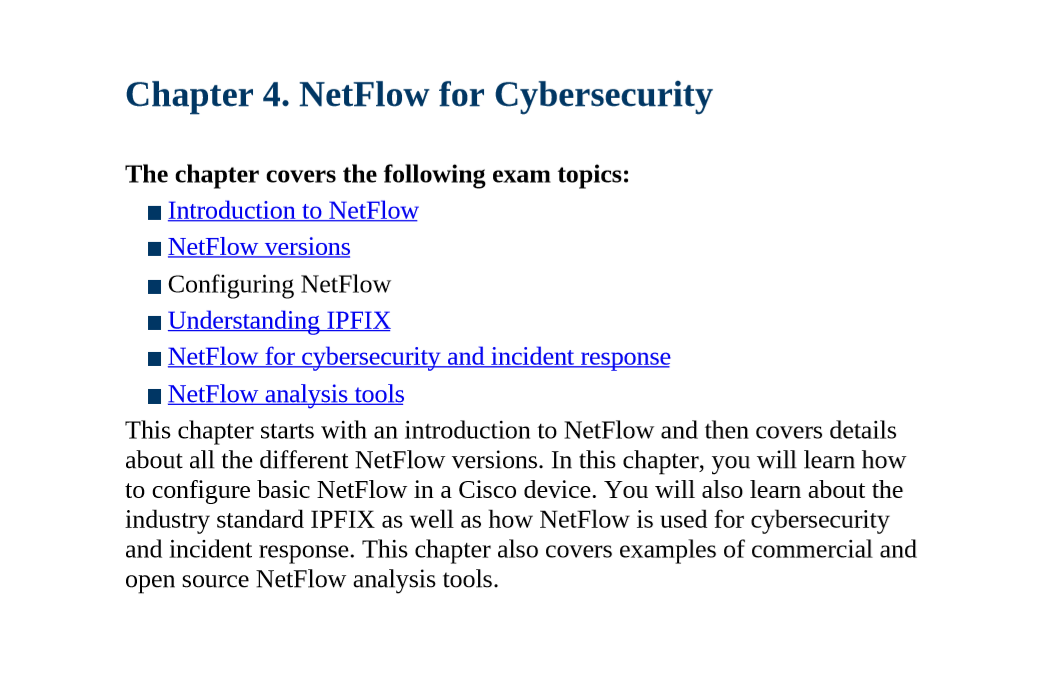 Chapter 4. NetFlow for Cybersecurity
The chapter covers the following exam topics:
■ Introduction to NetFlow
■ NetFlow versions
■ Configuring NetFlow
■ Understanding IPFIX
■ NetFlow for cybersecurity and incident response
■ NetFlow analysis tools
This chapter starts with an introduction to NetFlow and then covers details
about all the different NetFlow versions. In this chapter, you will learn how
to configure basic NetFlow in a Cisco device. You will also learn about the
industry standard IPFIX as well as how NetFlow is used for cybersecurity
and incident response. This chapter also covers examples of commercial and
open source NetFlow analysis tools.